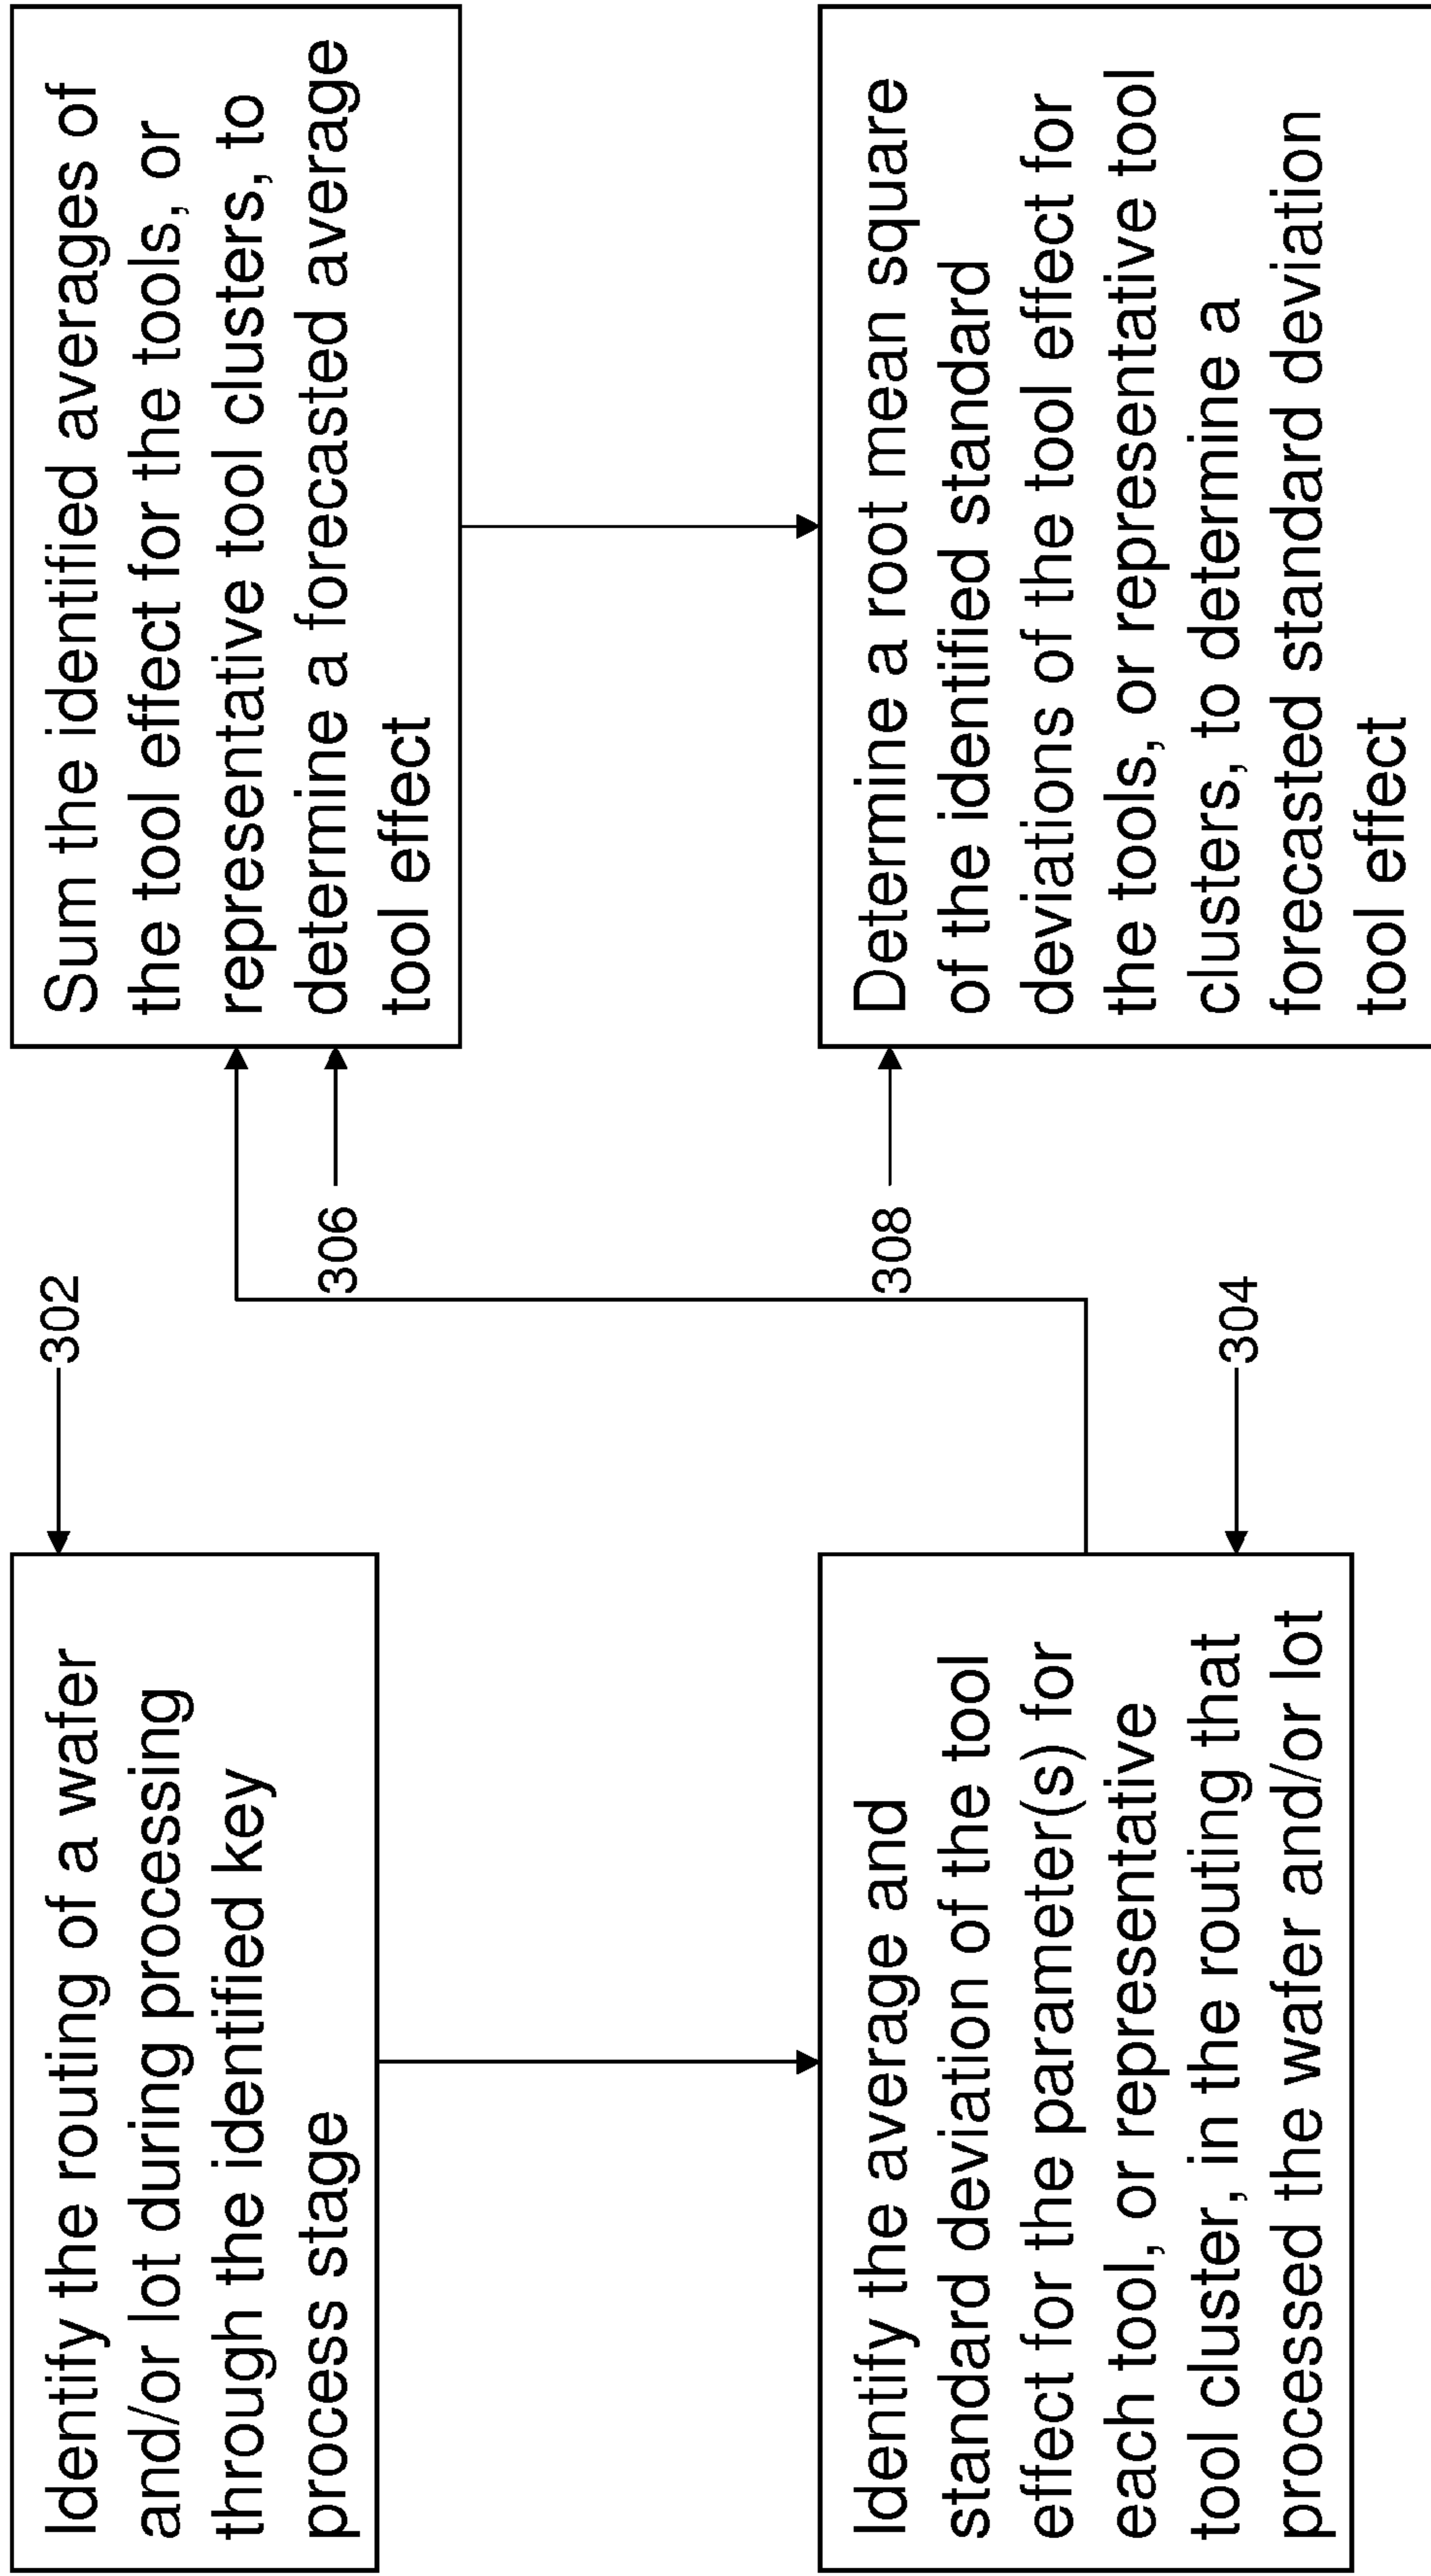 Identify the routing of a wafer
and/or lot during processing
through the identified key
process stage
302
Identify the average and
standard deviation of the tool
effect for the parameter(s) for
each tool, or representative
tool cluster, in the routing that
processed the wafer and/or lot
304
Sum the identified averages of
the tool effect for the tools, or
representative tool clusters, to
determine a forecasted average
tool effect
306
Determine a root mean square
of the identified standard
deviations of the tool effect for
the tools, or representative tool
clusters, to determine a
forecasted standard deviation
tool effect
308